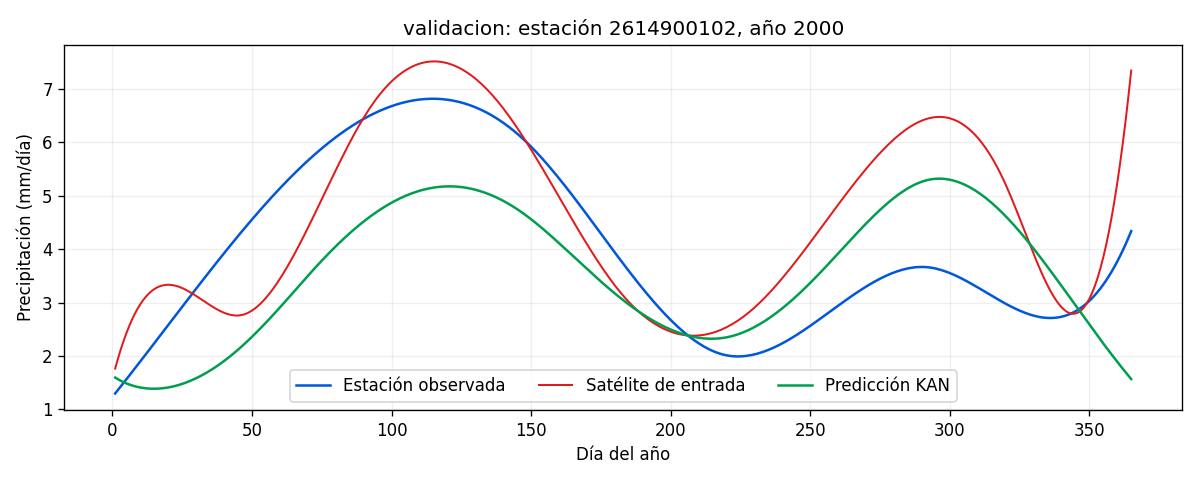 validacion: estación 2614900102, año 2000
Precipitación (mm/día)
7
6
5
4
3
2
1
Estación observada Satélite de entrada Predicción KAN
0 50 100 150 200 250 300 350
Día del año